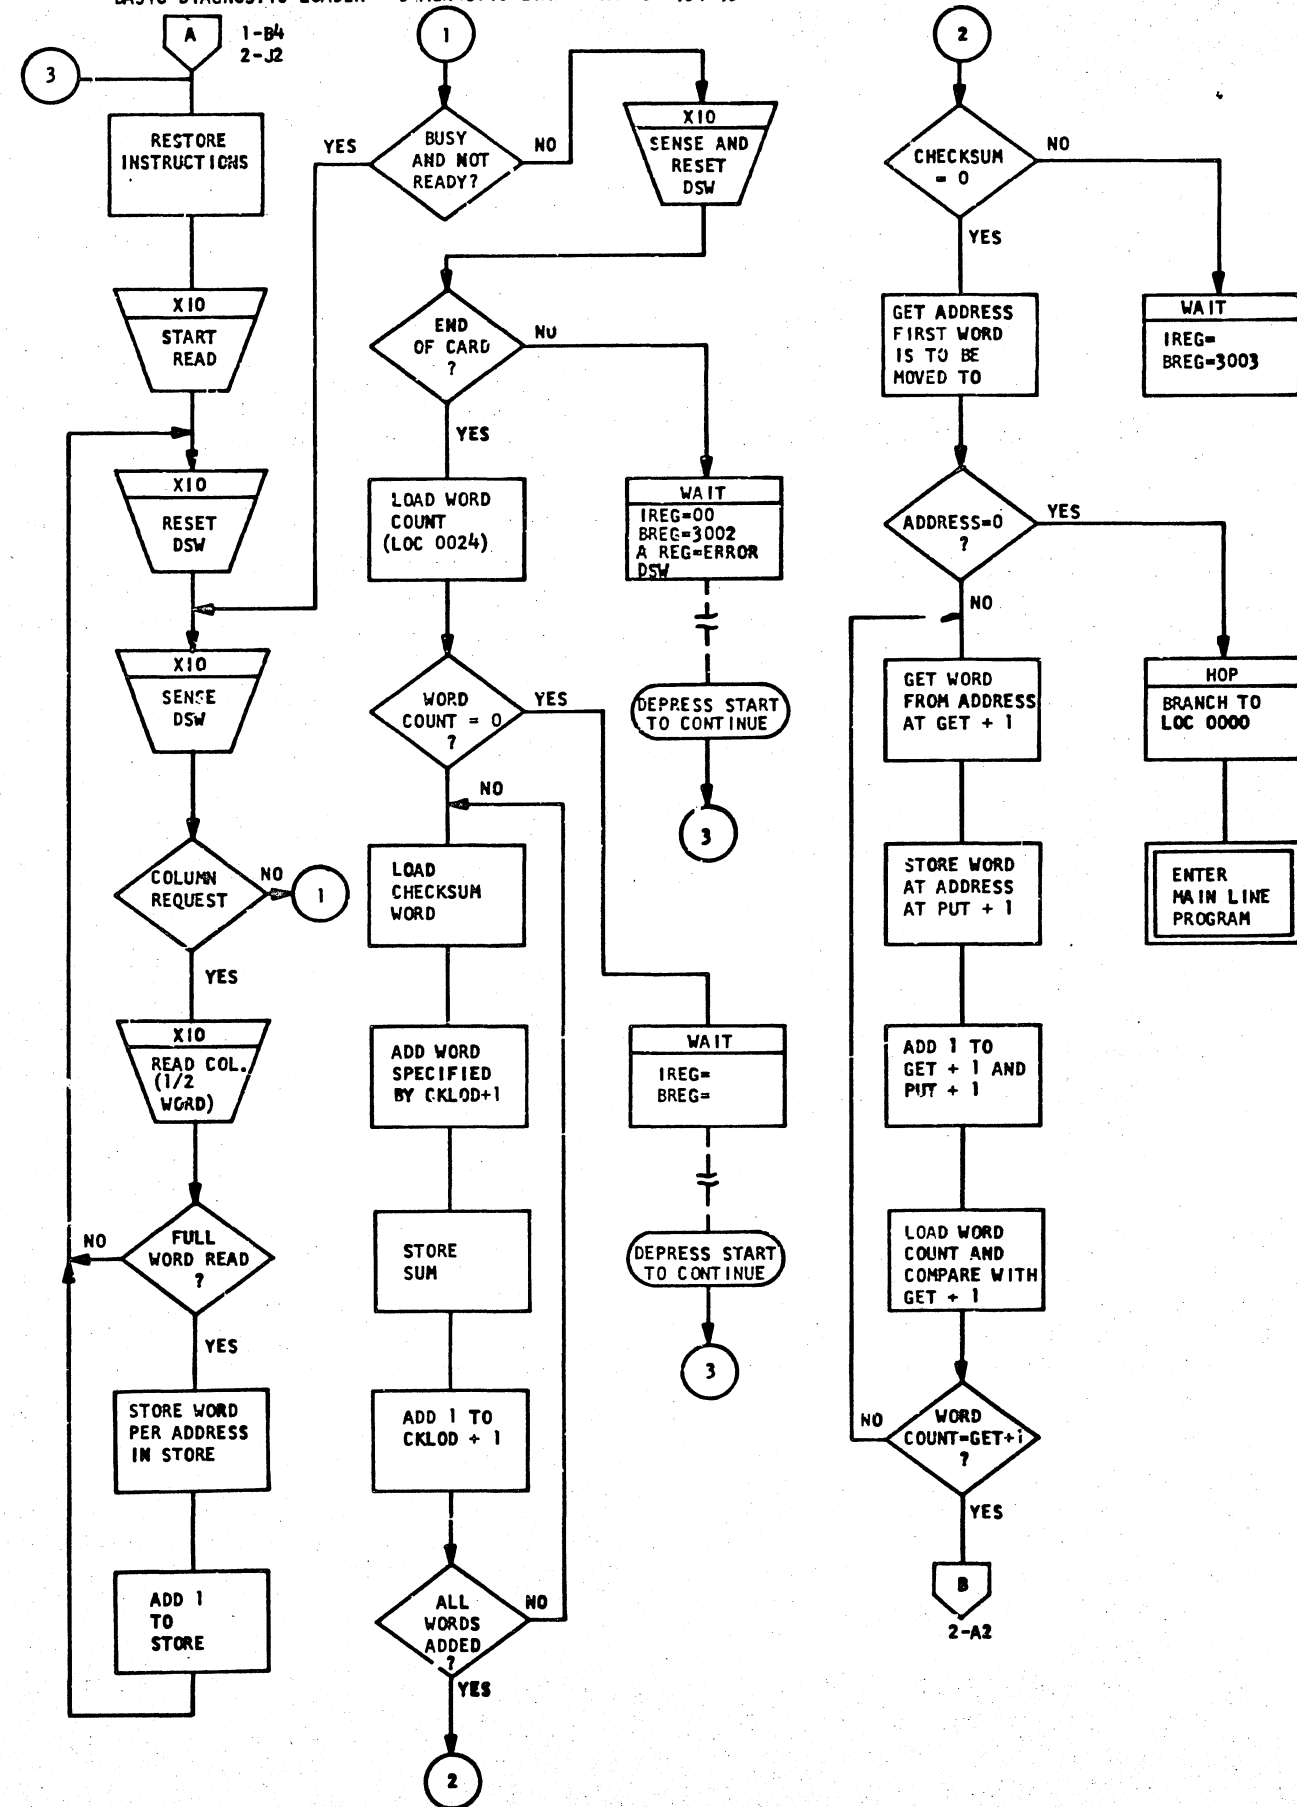 BASIC DIAGNOSTIC LOADER
A
1-B4
2-J2
3
RESTORE
INSTRUCTIONS
XIO
START
READ
XIO
RESET
DSW
XIO
SENSE
DSW
COLUMN
REQUEST
NO
1
YES
XIO
READ COL.
(1/2
WORD)
FULL
WORD READ
?
NO
YES
STORE WORD
PER ADDRESS
IN STORE
ADD 1
TO
STORE
1
BUSY
AND NOT
READY?
YES
NO
XIO
SENSE AND
RESET
DSW
END
OF CARD
?
NO
YES
LOAD WORD
COUNT
(LOC 0024)
WAIT
IREG=00
BREG=3002
A REG=ERROR
DSW
DEPRESS START
TO CONTINUE
3
WORD
COUNT = 0
?
YES
NO
LOAD
CHECKSUM
WORD
ADD WORD
SPECIFIED
BY CKLOD+1
WAIT
IREG=
BREG=
DEPRESS START
TO CONTINUE
3
STORE
SUM
ADD 1 TO
CKLOD + 1
ALL
WORDS
ADDED
?
NO
YES
2
2
CHECKSUM
= 0
NO
YES
WAIT
IREG=
BREG=3003
GET ADDRESS
FIRST WORD
IS TO BE
MOVED TO
ADDRESS=0
?
YES
NO
HOP
BRANCH TO
LOC 0000
ENTER
MAIN LINE
PROGRAM
GET WORD
FROM ADDRESS
AT GET + 1
STORE WORD
AT ADDRESS
AT PUT + 1
ADD 1 TO
GET + 1 AND
PUT + 1
LOAD WORD
COUNT AND
COMPARE WITH
GET + 1
WORD
COUNT=GET+1
?
NO
YES
B
2-A2